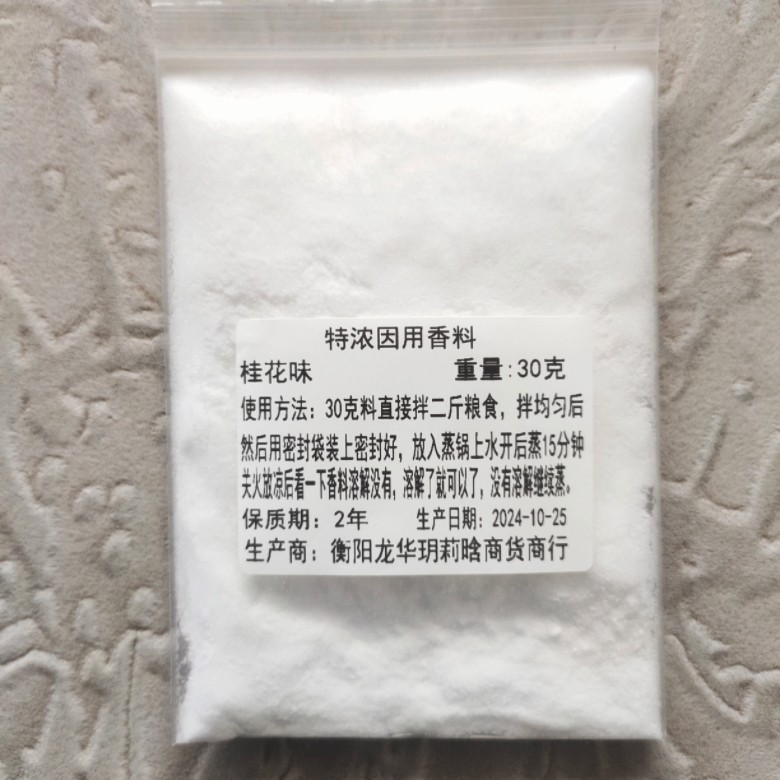 特浓因用香料
桂花味 重量:30克
使用方法：30克料直接拌二斤粮食，拌均匀后
然后用密封袋装上密封好，放入蒸锅上水开后蒸15分钟
关火放凉后看一下香料溶解没有，溶解了就可以了，没有溶解继续蒸。
保质期：2年 生产日期：2024-10-25
生产商：衡阳龙华玥莉晗商货商行